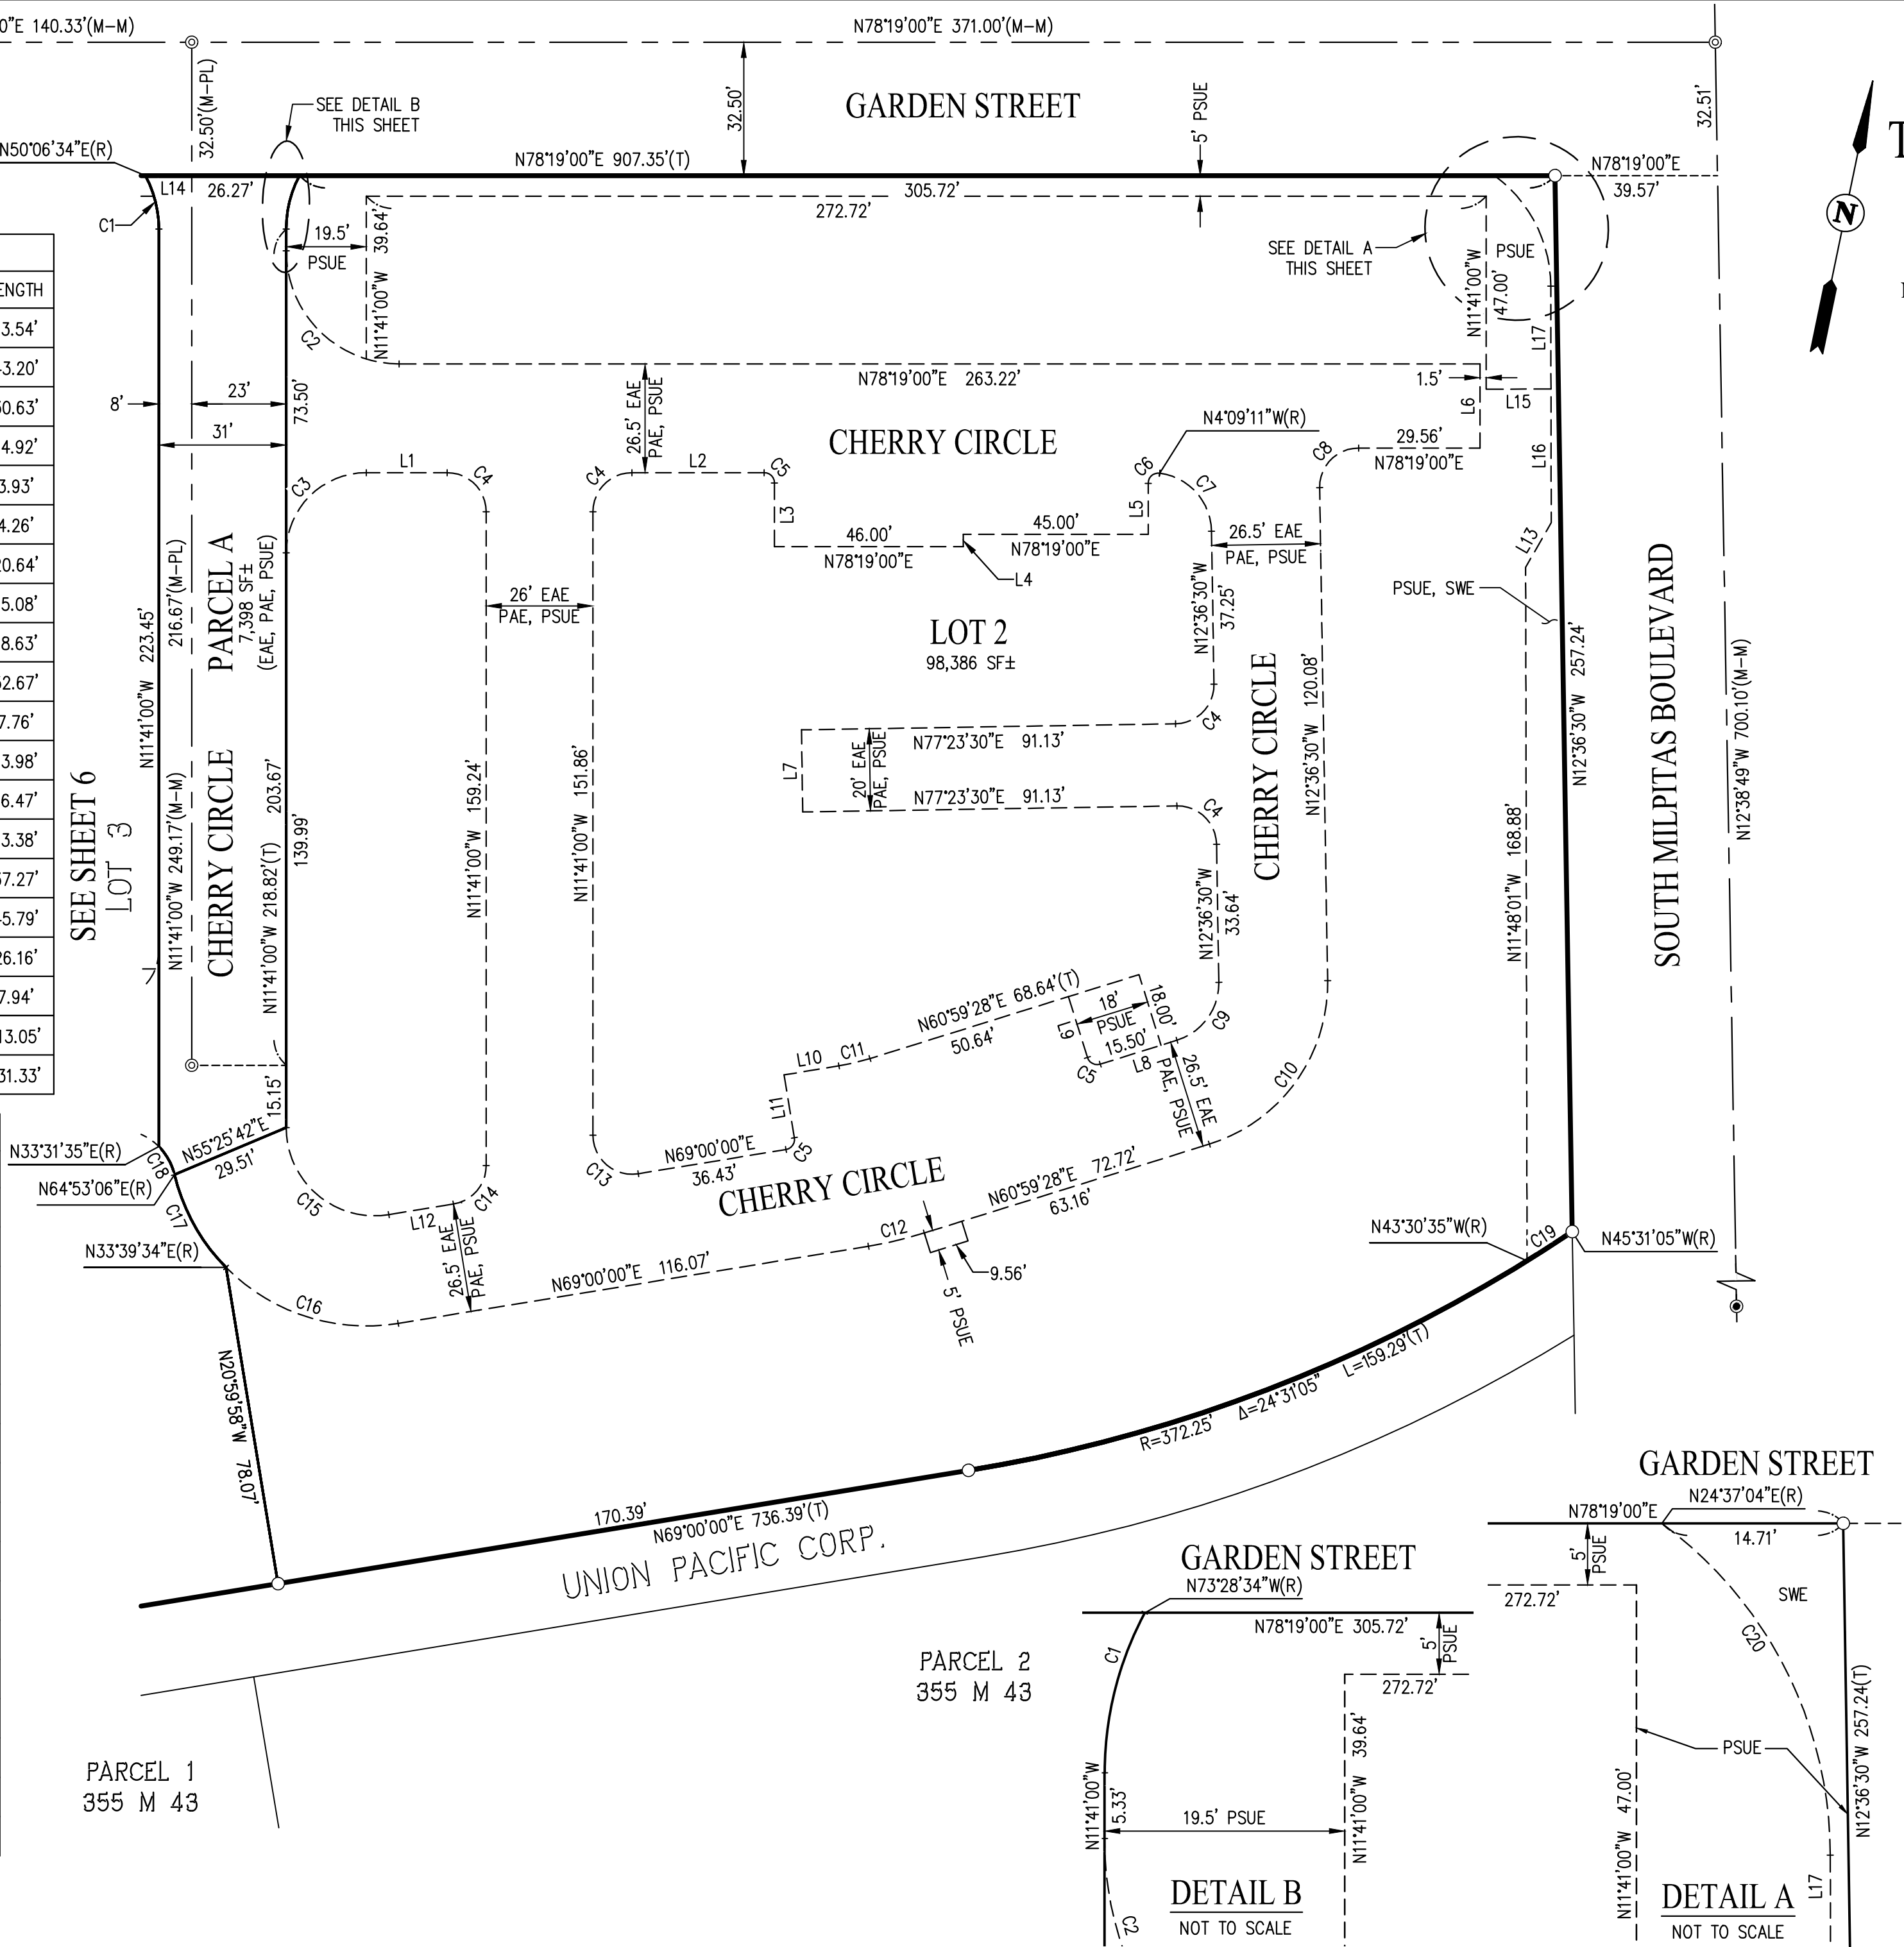 0"E 140.33'(M-M)
N78°19'00"E 371.00'(M-M)
32.50'(M-PL)
SEE DETAIL B
THIS SHEET
32.50'
GARDEN STREET
5' PSUE
32.51'
T
N50°06'34"E(R)
N78°19'00"E 907.35'(T)
N78°19'00"E
39.57'
L14
26.27'
305.72'
272.72'
C1
19.5'
PSUE
N11°41'00"W 39.64'
SEE DETAIL A
THIS SHEET
PSUE
N11°41'00"W
47.00'
L17
N
ENGTH
3.54'
3.20'
50.63'
4.92'
3.93'
4.26'
20.64'
5.08'
8.63'
52.67'
7.76'
3.98'
6.47'
3.38'
57.27'
45.79'
26.16'
7.94'
13.05'
31.33'
C2
N78°19'00"E 263.22'
1.5'
L15
L6
8'
23'
73.50'
31'
26.5' EAE
PAE, PSUE
CHERRY CIRCLE
N4°09'11"W(R)
29.56'
N78°19'00"E
C8
L16
L1
C4
C3
C4
L2
C5
L3
C6
C7
L5
46.00'
N78°19'00"E
45.00'
N78°19'00"E
L4
26.5' EAE
PAE, PSUE
L13
PSUE, SWE
N11°41'00"W 223.45'
216.67'(M-PL)
PARCEL A
7,398 SF±
(EAE, PAE, PSUE)
26' EAE
PAE, PSUE
LOT 2
98,386 SF±
N12°36'30"W
37.25'
C4
N77°23'30"E 91.13'
L7
20' EAE
PAE, PSUE
N77°23'30"E 91.13'
C4
CHERRY CIRCLE
N12°36'30"W 120.08'
N12°36'30"W 257.24'
SOUTH MILPITAS BOULEVARD
N12°38'49"W 700.10'(M-M)
SEE SHEET 6
LOT 3
N11°41'00"W 249.17'(M-M)
CHERRY CIRCLE
N11°41'00"W 218.82'(T) 203.67'
139.99'
N11°41'00"W 159.24'
N11°41'00"W 151.86'
N12°36'30"W
33.64'
N11°48'01"W 168.88'
N60°59'28"E 68.64'(T)
50.64'
L9
18'
PSUE
18.00'
15.50'
L8
C5
C9
L10
C11
L11
C5
26.5' EAE
PAE, PSUE
C10
15.15'
N33°31'35"E(R)
C18
N55°25'42"E
29.51'
N64°53'06"E(R)
C17
C15
L12
C14
C13
N69°00'00"E
36.43'
CHERRY CIRCLE
N60°59'28"E 72.72'
63.16'
C12
N33°39'34"E(R)
C16
26.5' EAE
PAE, PSUE
N69°00'00"E 116.07'
9.56'
5' PSUE
N43°30'35"W(R)
C19
N45°31'05"W(R)
N20°59'58"W 78.07'
R=372.25' Δ=24°31'05" L=159.29'(T)
170.39'
N69°00'00"E 736.39'(T)
UNION PACIFIC CORP.
PARCEL 1
355 M 43
PARCEL 2
355 M 43
GARDEN STREET
N73°28'34"W(R)
N78°19'00"E 305.72'
5'
PSUE
272.72'
C1
N11°41'00"W
5.33'
19.5' PSUE
N11°41'00"W 39.64'
C2
DETAIL B
NOT TO SCALE
GARDEN STREET
N24°37'04"E(R)
N78°19'00"E
14.71'
5'
PSUE
272.72'
SWE
C20
PSUE
N11°41'00"W 47.00'
N12°36'30"W 257.24(T)
L17
DETAIL A
NOT TO SCALE